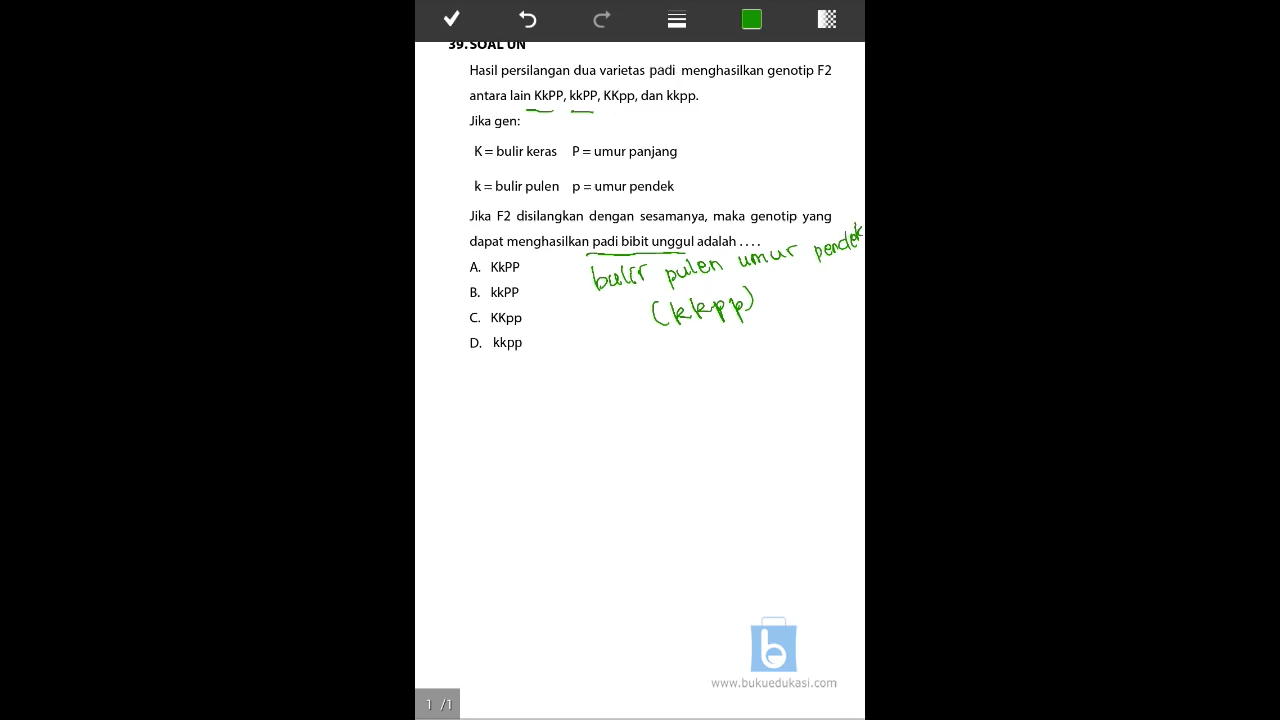 39. SOAL UN
Hasil persilangan dua varietas padi menghasilkan genotip F2
antara lain KkPP, kkPP, KKpp, dan kkpp.
Jika gen:
K = bulir keras P = umur panjang
k = bulir pulen p = umur pendek
Jika F2 disilangkan dengan sesamanya, maka genotip yang
dapat menghasilkan padi bibit unggul adalah . . . .
A. KkPP
B. kkPP
C. KKpp
D. kkpp
bulir pulen umur pendek
(kkpp)
b
www.bukuedukasi.com
1 /1